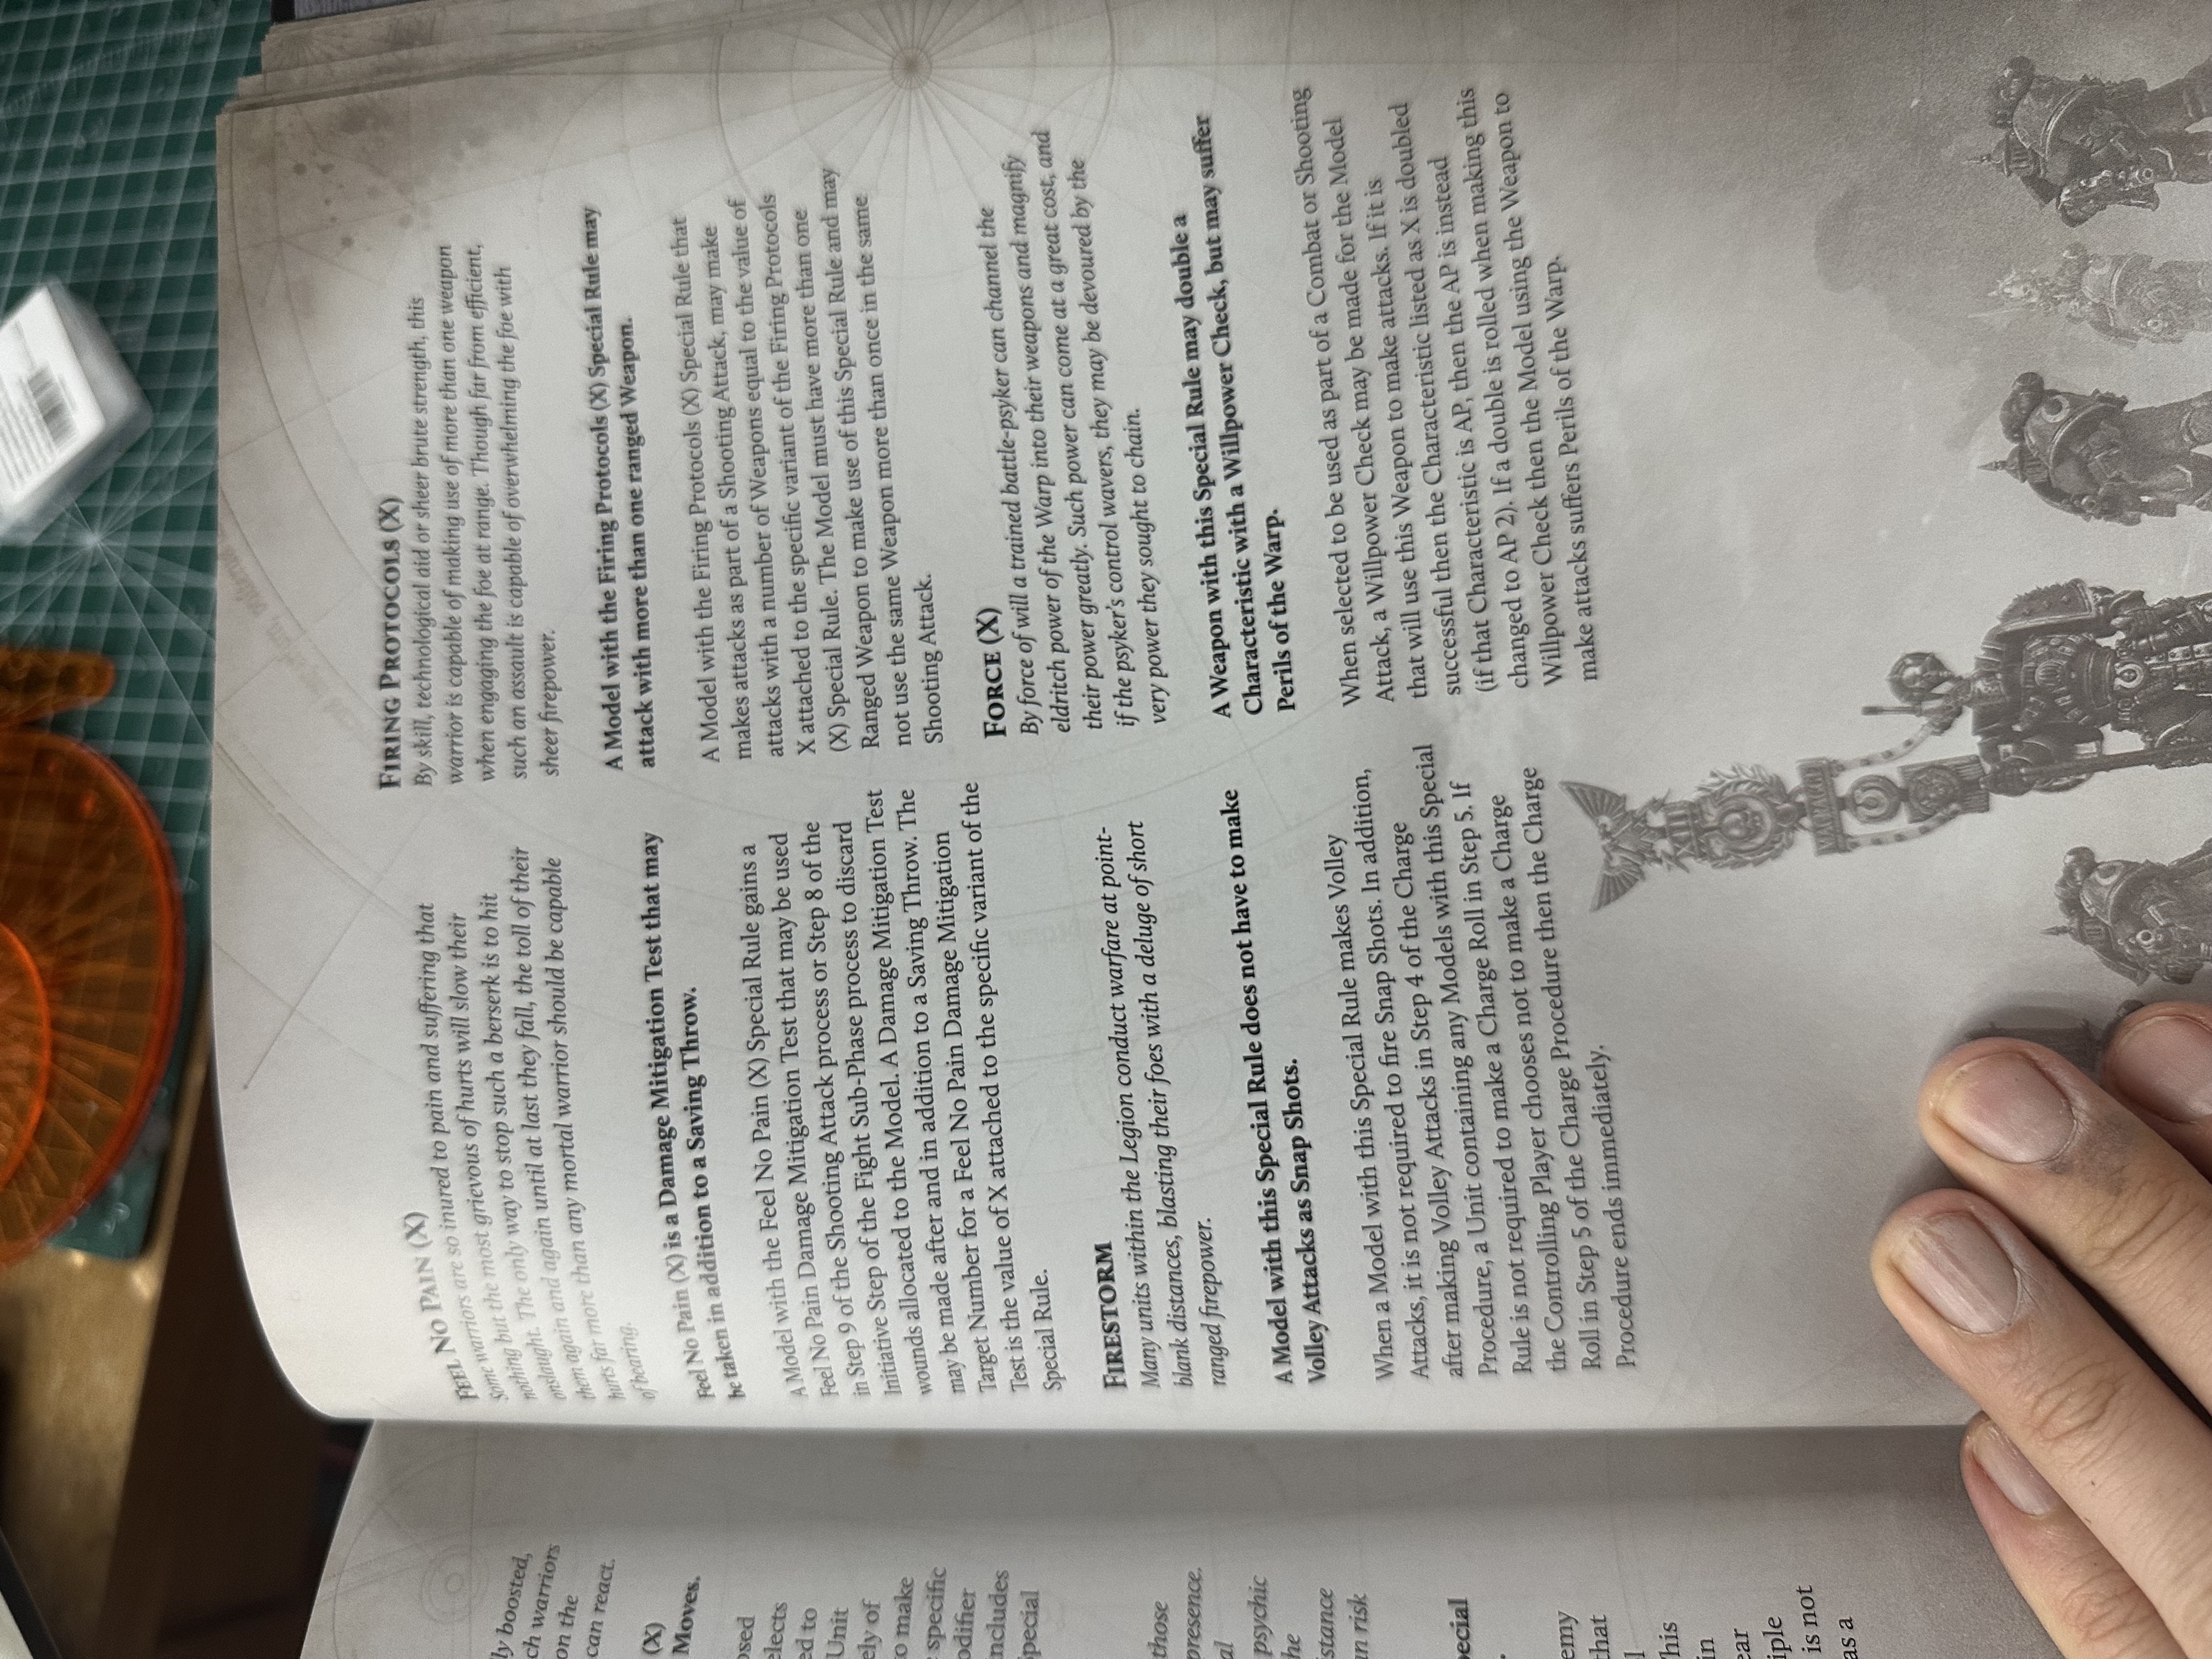 ly boosted,
ch warriors
on the
can react.
(X)
Moves.
osed
elects
ed to
Unit
ely of
to make
specific
odifier
ncludes
Special
those
presence.
al
psychic
he
istance
an risk
pecial
.
emy
that
l
This
in
ear
iple
is not
as a
FEEL NO PAIN (X)
Some warriors are so inured to pain and suffering that
nothing but the most grievous of hurts will slow their
onslaught. The only way to stop such a berserk is to hit
them again and again until at last they fall, the toll of their
hurts far more than any mortal warrior should be capable
of bearing.
Feel No Pain (X) is a Damage Mitigation Test that may
be taken in addition to a Saving Throw.
A Model with the Feel No Pain (X) Special Rule gains a
Feel No Pain Damage Mitigation Test that may be used
in Step 9 of the Shooting Attack process or Step 8 of the
Initiative Step of the Fight Sub-Phase process to discard
wounds allocated to the Model. A Damage Mitigation Test
may be made after and in addition to a Saving Throw. The
Target Number for a Feel No Pain Damage Mitigation
Test is the value of X attached to the specific variant of the
Special Rule.
FIRESTORM
Many units within the Legion conduct warfare at point-
blank distances, blasting their foes with a deluge of short
ranged firepower.
A Model with this Special Rule does not have to make
Volley Attacks as Snap Shots.
When a Model with this Special Rule makes Volley
Attacks, it is not required to fire Snap Shots. In addition,
after making Volley Attacks in Step 4 of the Charge
Procedure, a Unit containing any Models with this Special
Rule is not required to make a Charge Roll in Step 5. If
the Controlling Player chooses not to make a Charge
Roll in Step 5 of the Charge Procedure then the Charge
Procedure ends immediately.
FIRING PROTOCOLS (X)
By skill, technological aid or sheer brute strength, this
warrior is capable of making use of more than one weapon
when engaging the foe at range. Though far from efficient,
such an assault is capable of overwhelming the foe with
sheer firepower.
A Model with the Firing Protocols (X) Special Rule may
attack with more than one ranged Weapon.
A Model with the Firing Protocols (X) Special Rule that
makes attacks as part of a Shooting Attack, may make
attacks with a number of Weapons equal to the value of
X attached to the specific variant of the Firing Protocols
(X) Special Rule. The Model must have more than one
Ranged Weapon to make use of this Special Rule and may
not use the same Weapon more than once in the same
Shooting Attack.
FORCE (X)
By force of will a trained battle-psyker can channel the
eldritch power of the Warp into their weapons and magnify
their power greatly. Such power can come at a great cost, and
if the psyker's control wavers, they may be devoured by the
very power they sought to chain.
A Weapon with this Special Rule may double a
Characteristic with a Willpower Check, but may suffer
Perils of the Warp.
When selected to be used as part of a Combat or Shooting
Attack, a Willpower Check may be made for the Model
that will use this Weapon to make attacks. If it is
successful then the Characteristic listed as X is doubled
(if that Characteristic is AP, then the AP is instead
changed to AP 2). If a double is rolled when making this
Willpower Check then the Model using the Weapon to
make attacks suffers Perils of the Warp.
XIII
MACRAGGE